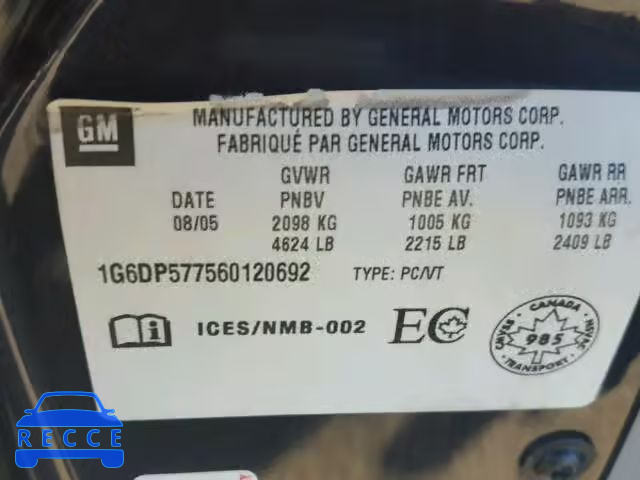 GM
MANUFACTURED BY GENERAL MOTORS CORP.
FABRIQUÉ PAR GENERAL MOTORS CORP.
GVWR GAWR FRT GAWR RR
DATE PNBV PNBE AV. PNBE ARR.
08/05 2098 KG 1005 KG 1093 KG
4624 LB 2215 LB 2409 LB
1G6DP577560120692 TYPE: PC/VT
i ICES/NMB-002 EC
CANADA
CMVSS 985 NSVAC
TRANSPORT
RECCE